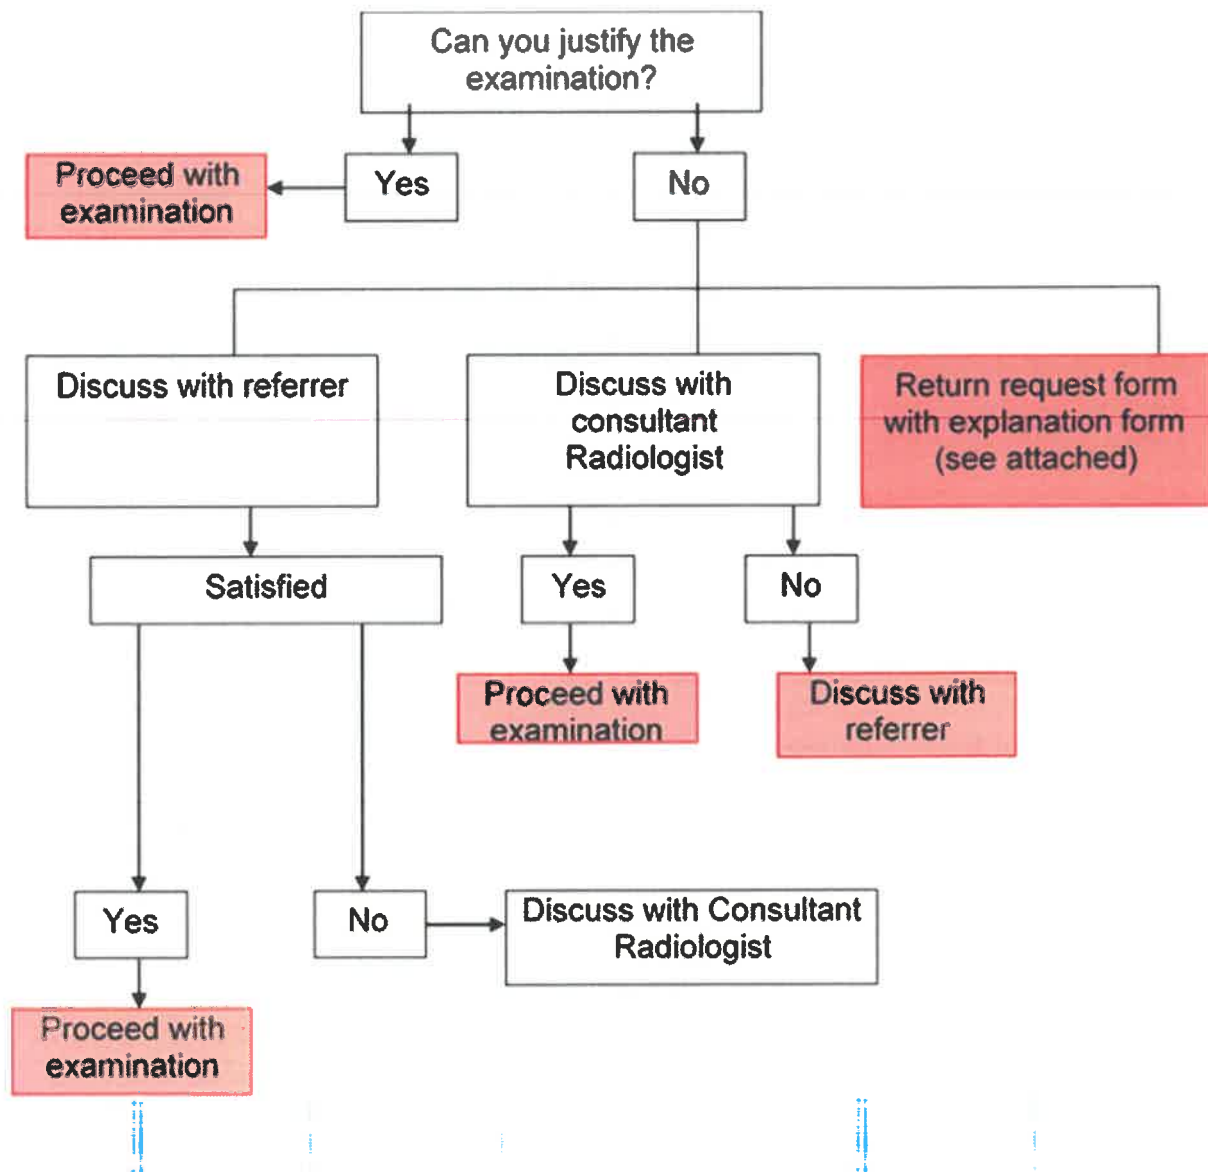 Can you justify the
examination?
Proceed with
examination
Yes
No
Discuss with referrer
Discuss with
consultant
Radiologist
Return request form
with explanation form
(see attached)
Satisfied
Yes
No
Proceed with
examination
Discuss with
referrer
Yes
No
Discuss with Consultant
Radiologist
Proceed with
examination